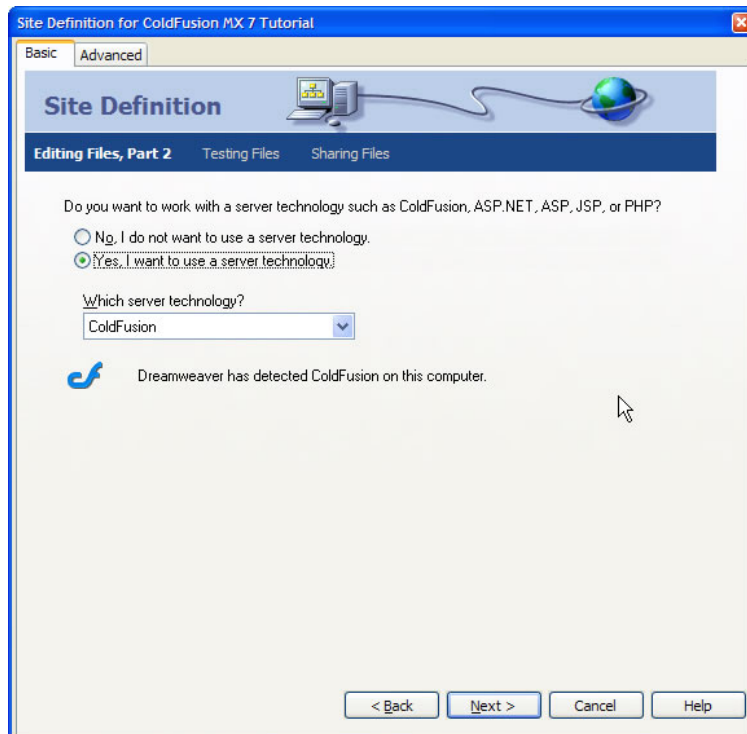 Site Definition for ColdFusion MX 7 Tutorial
Basic Advanced
Site Definition
Editing Files, Part 2 Testing Files Sharing Files
Do you want to work with a server technology such as ColdFusion, ASP.NET, ASP, JSP, or PHP?
No, I do not want to use a server technology.
Yes, I want to use a server technology.
Which server technology?
ColdFusion
Dreamweaver has detected ColdFusion on this computer.
< Back Next > Cancel Help